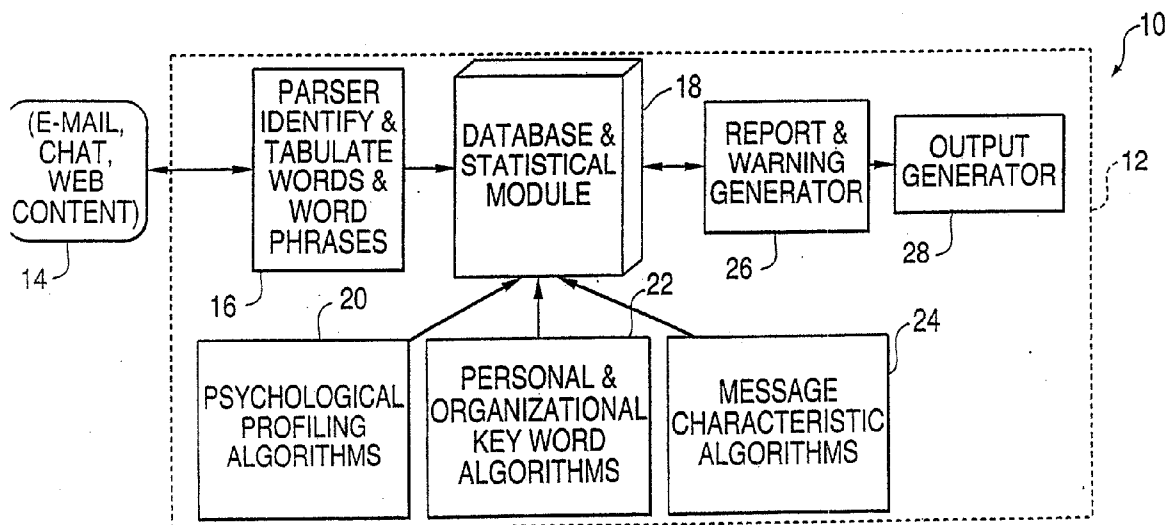 10
(E-MAIL,
CHAT,
WEB
CONTENT)
14
PARSER
IDENTIFY &
TABULATE
WORDS &
WORD
PHRASES
16
DATABASE &
STATISTICAL
MODULE
18
REPORT &
WARNING
GENERATOR
26
OUTPUT
GENERATOR
28
12
20
PSYCHOLOGICAL
PROFILING
ALGORITHMS
22
PERSONAL &
ORGANIZATIONAL
KEY WORD
ALGORITHMS
24
MESSAGE
CHARACTERISTIC
ALGORITHMS